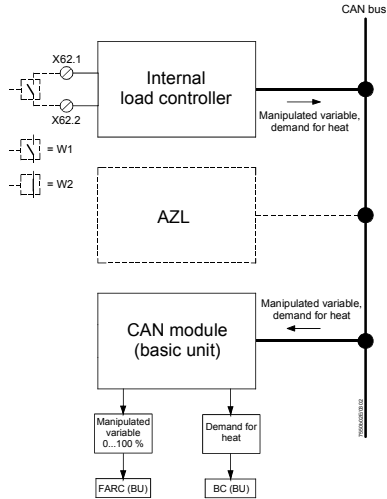 CAN bus
X62.1
X62.2
Internal
load controller
Manipulated variable,
demand for heat
= W1
= W2
AZL
Manipulated variable,
demand for heat
CAN module
(basic unit)
Manipulated
variable
0...100 %
Demand for
heat
FARC (BU)
BC (BU)